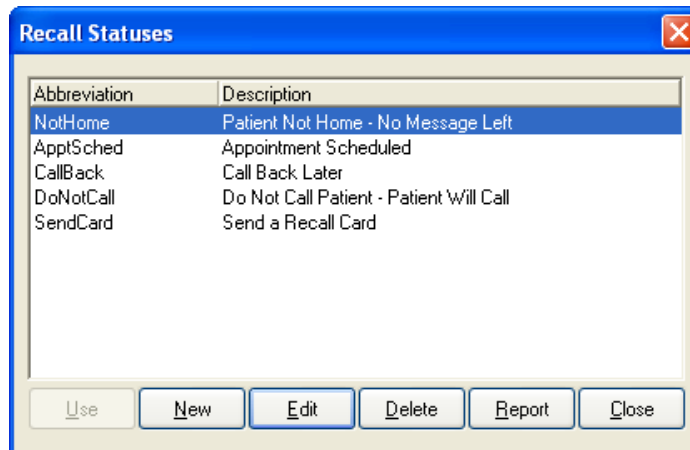 Recall Statuses
Abbreviation Description
NotHome Patient Not Home - No Message Left
ApptSched Appointment Scheduled
CallBack Call Back Later
DoNotCall Do Not Call Patient - Patient Will Call
SendCard Send a Recall Card
Use New Edit Delete Report Close